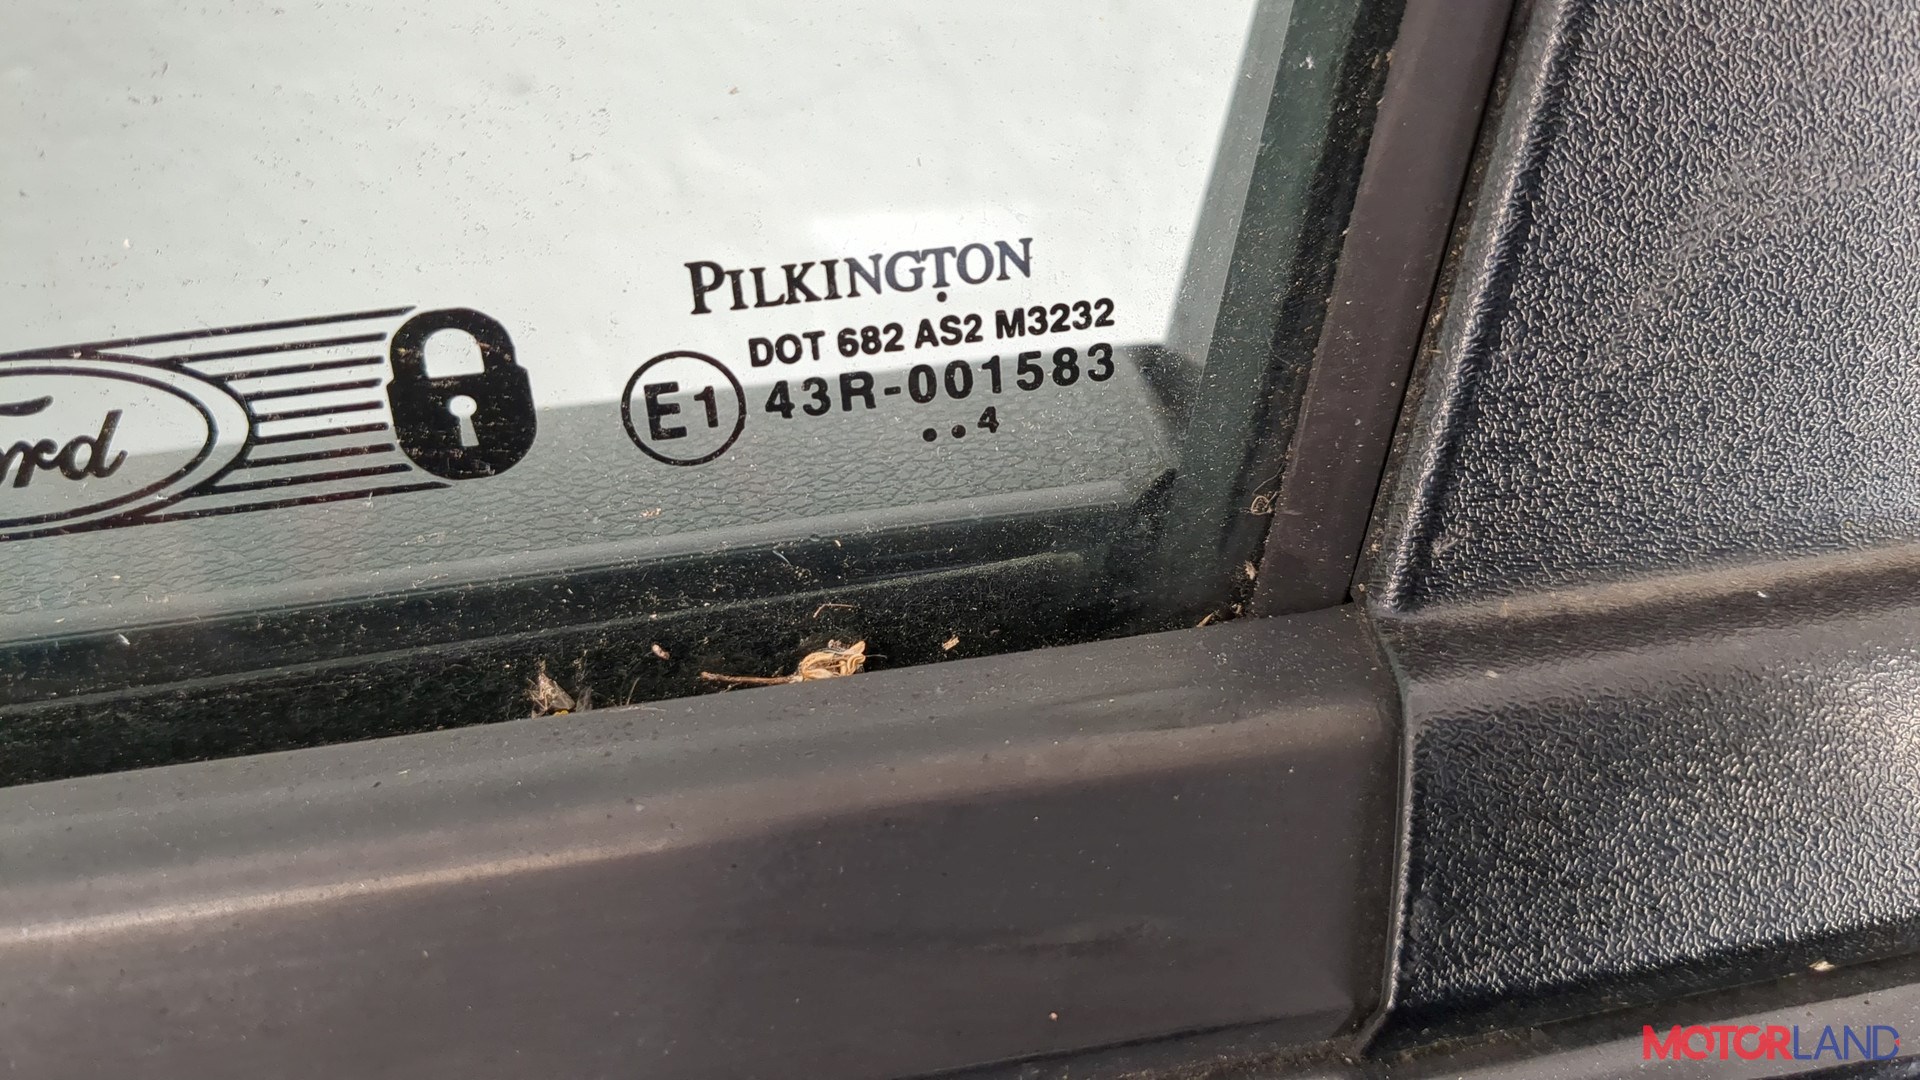 PILKINGTON
DOT 682 AS2 M3232
E1 43R-001583
..4
MOTORLAND